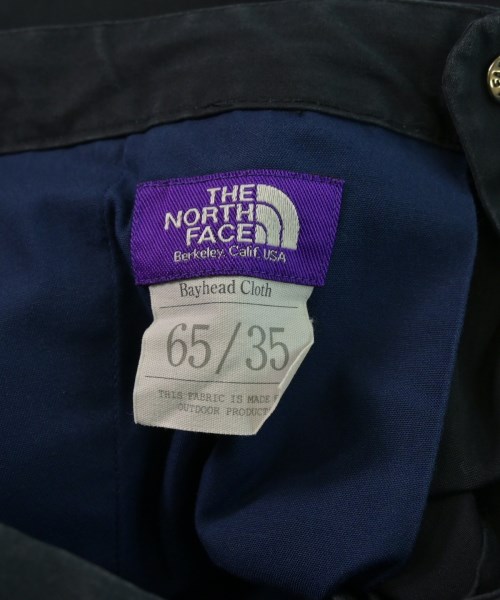 THE
NORTH
FACE
Berkeley, Calif. USA
Bayhead Cloth
65/35
THIS FABRIC IS MADE
OUTDOOR PRODUCT